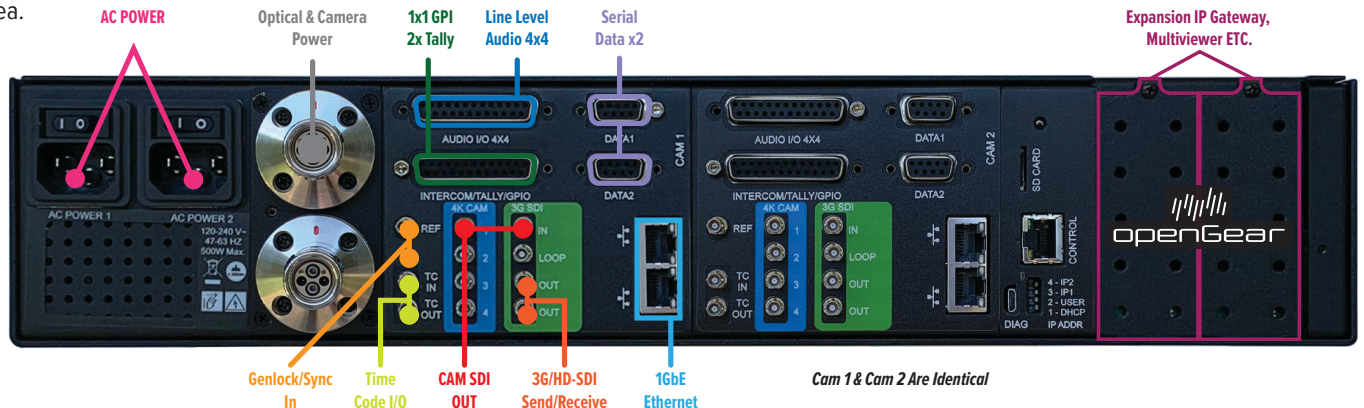 ea.
AC POWER
Optical & Camera
Power
1x1 GPI
2x Tally
Line Level
Audio 4x4
Serial
Data x2
Expansion IP Gateway,
Multiviewer ETC.
AUDIO I/O 4X4
DATA1
CAM 1
INTERCOM/TALLY/GPIO
DATA2
AC POWER 1
AC POWER 2
120-240 V~
47-63 HZ
500W Max.
REF
TC
IN
TC
OUT
4K CAM
2
3
4
3G SDI
IN
LOOP
OUT
OUT
AUDIO I/O 4X4
DATA1
CAM 2
INTERCOM/TALLY/GPIO
DATA2
REF
TC
IN
TC
OUT
4K CAM
1
2
3
4
3G SDI
IN
LOOP
OUT
OUT
SD CARD
CONTROL
4 - IP2
3 - IP1
2 - USER
1 - DHCP
DIAG
IP ADDR
openGear
Genlock/Sync
In
Time
Code I/O
CAM SDI
OUT
3G/HD-SDI
Send/Receive
1GbE
Ethernet
Cam 1 & Cam 2 Are Identical